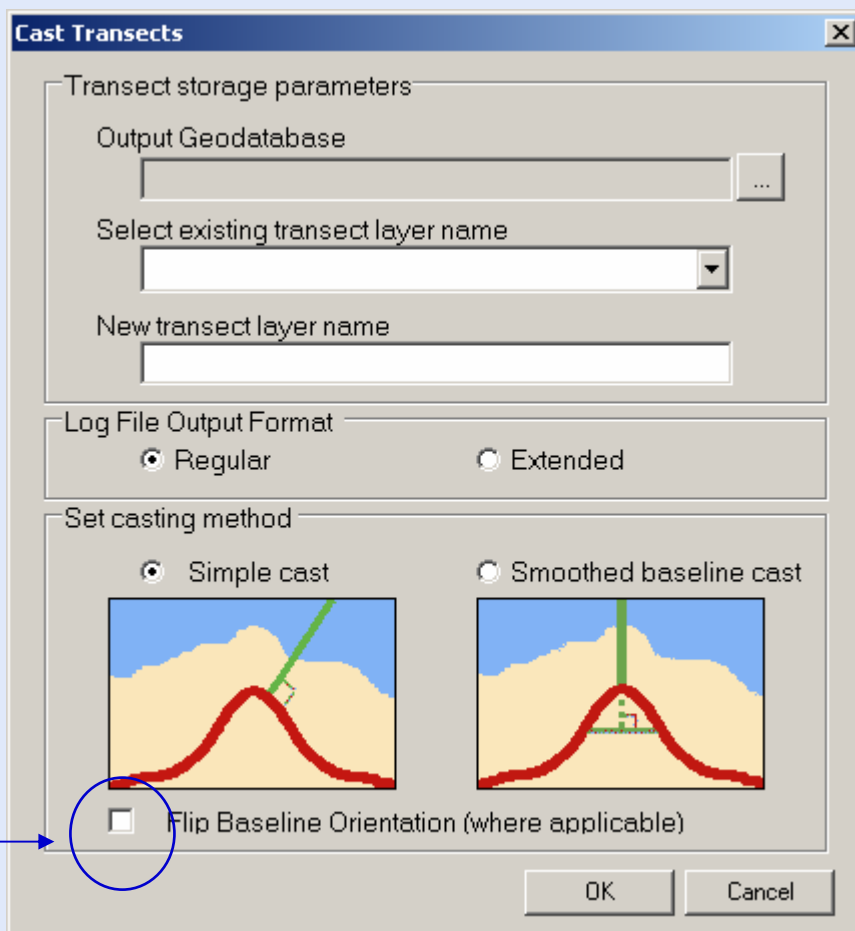 Cast Transects
Transect storage parameters
Output Geodatabase
...
Select existing transect layer name
New transect layer name
Log File Output Format
Regular Extended
Set casting method
Simple cast Smoothed baseline cast
Flip Baseline Orientation (where applicable)
OK Cancel